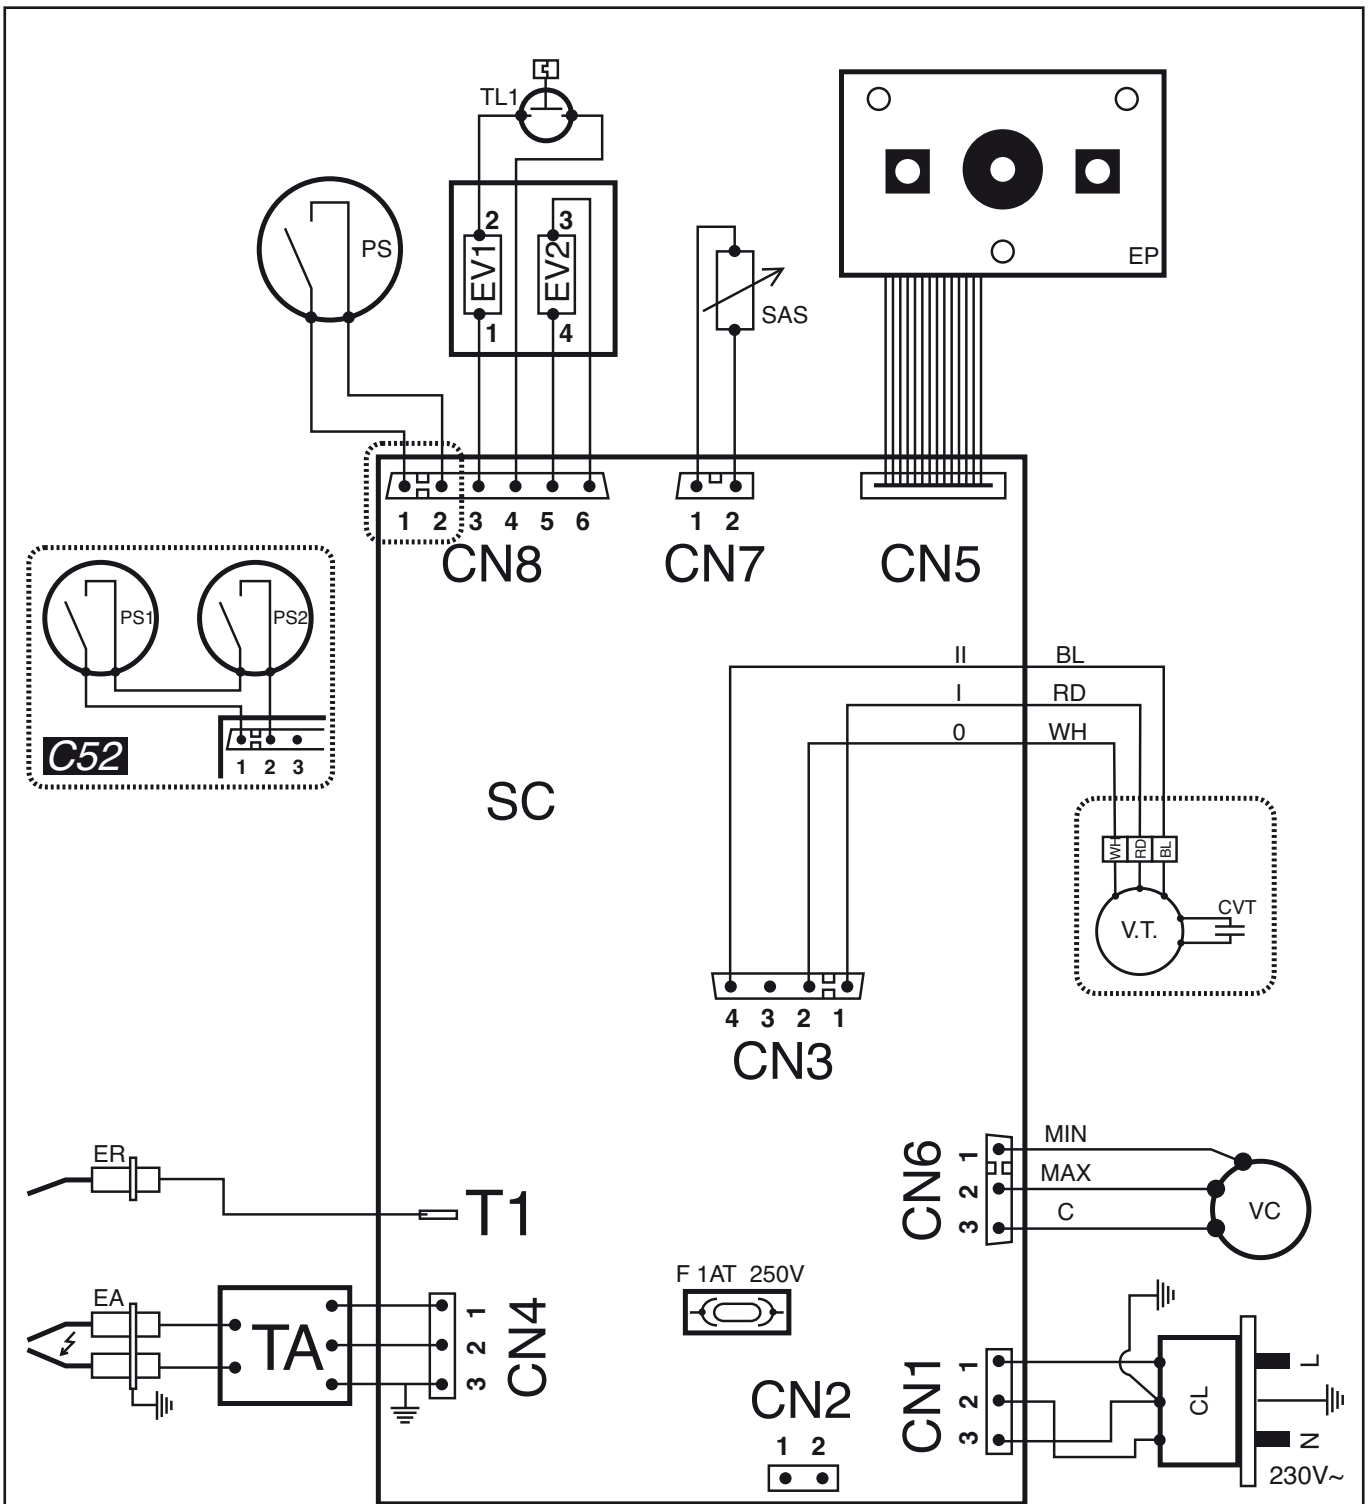 TL1
PS
2 3
EV1 EV2
1 4
SAS
EP
1 2 3 4 5 6
CN8
1 2
CN7
CN5
PS1 PS2
C52
1 2 3
SC
II BL
I RD
0 WH
WH RD BL
V.T.
CVT
4 3 2 1
CN3
ER
T1
CN6
1 MIN
2 MAX
3 C
VC
EA
TA
1
2
3
CN4
F 1AT 250V
CN2
1 2
CN1
1
2
3
CL
L
N
230V~